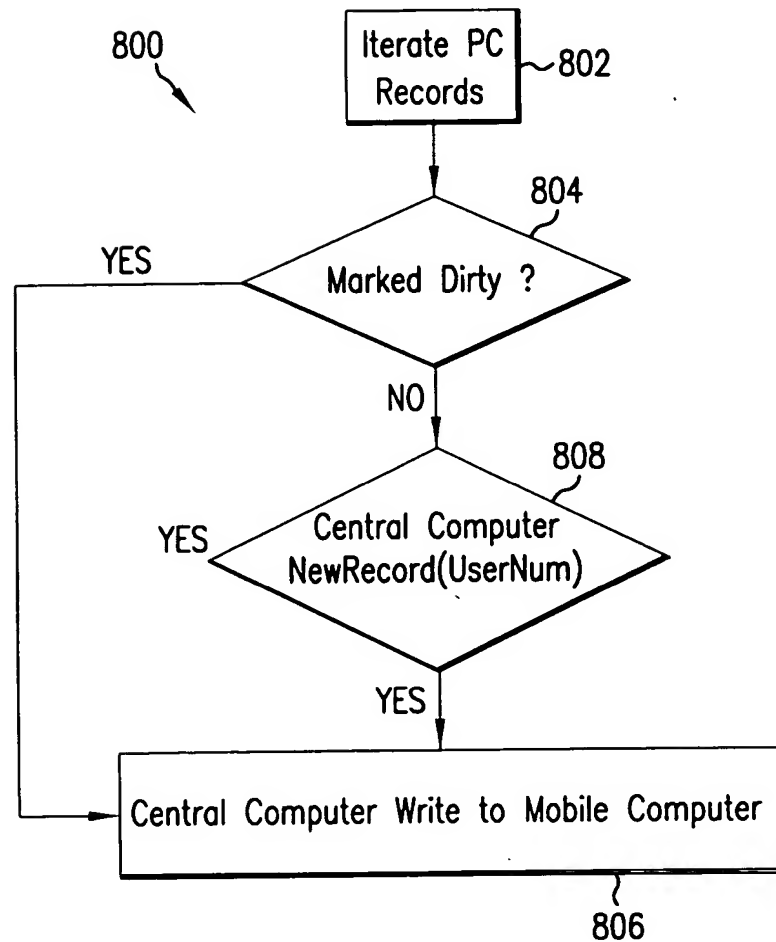 800
Iterate PC
Records
802
804
YES
Marked Dirty ?
NO
808
YES
Central Computer
NewRecord(UserNum)
YES
Central Computer Write to Mobile Computer
806